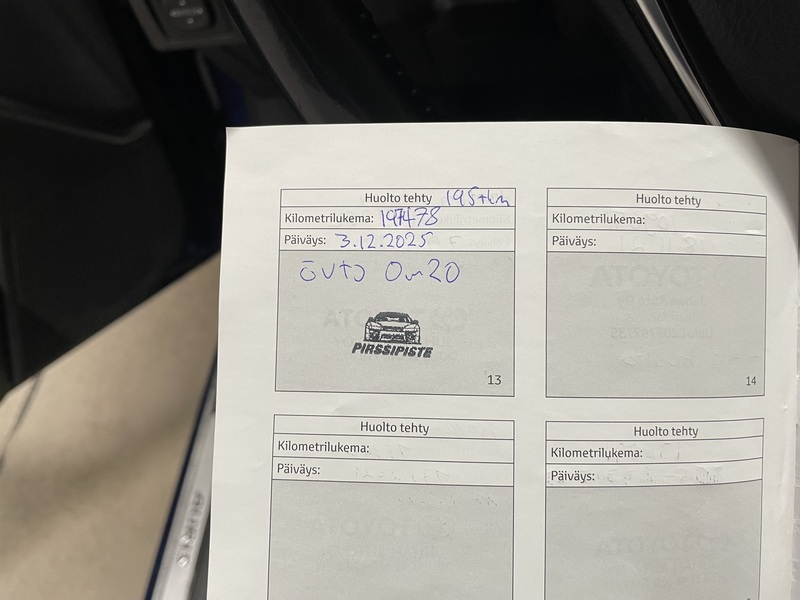 Huolto tehty 195tkm
Kilometrilukema: 197478
Päiväys: 3.12.2025
öljy 0w20
PIRSSIPISTE
13
Huolto tehty
Kilometrilukema:
Päiväys:
14
Huolto tehty
Kilometrilukema:
Päiväys:
Huolto tehty
Kilometrilukema:
Päiväys: